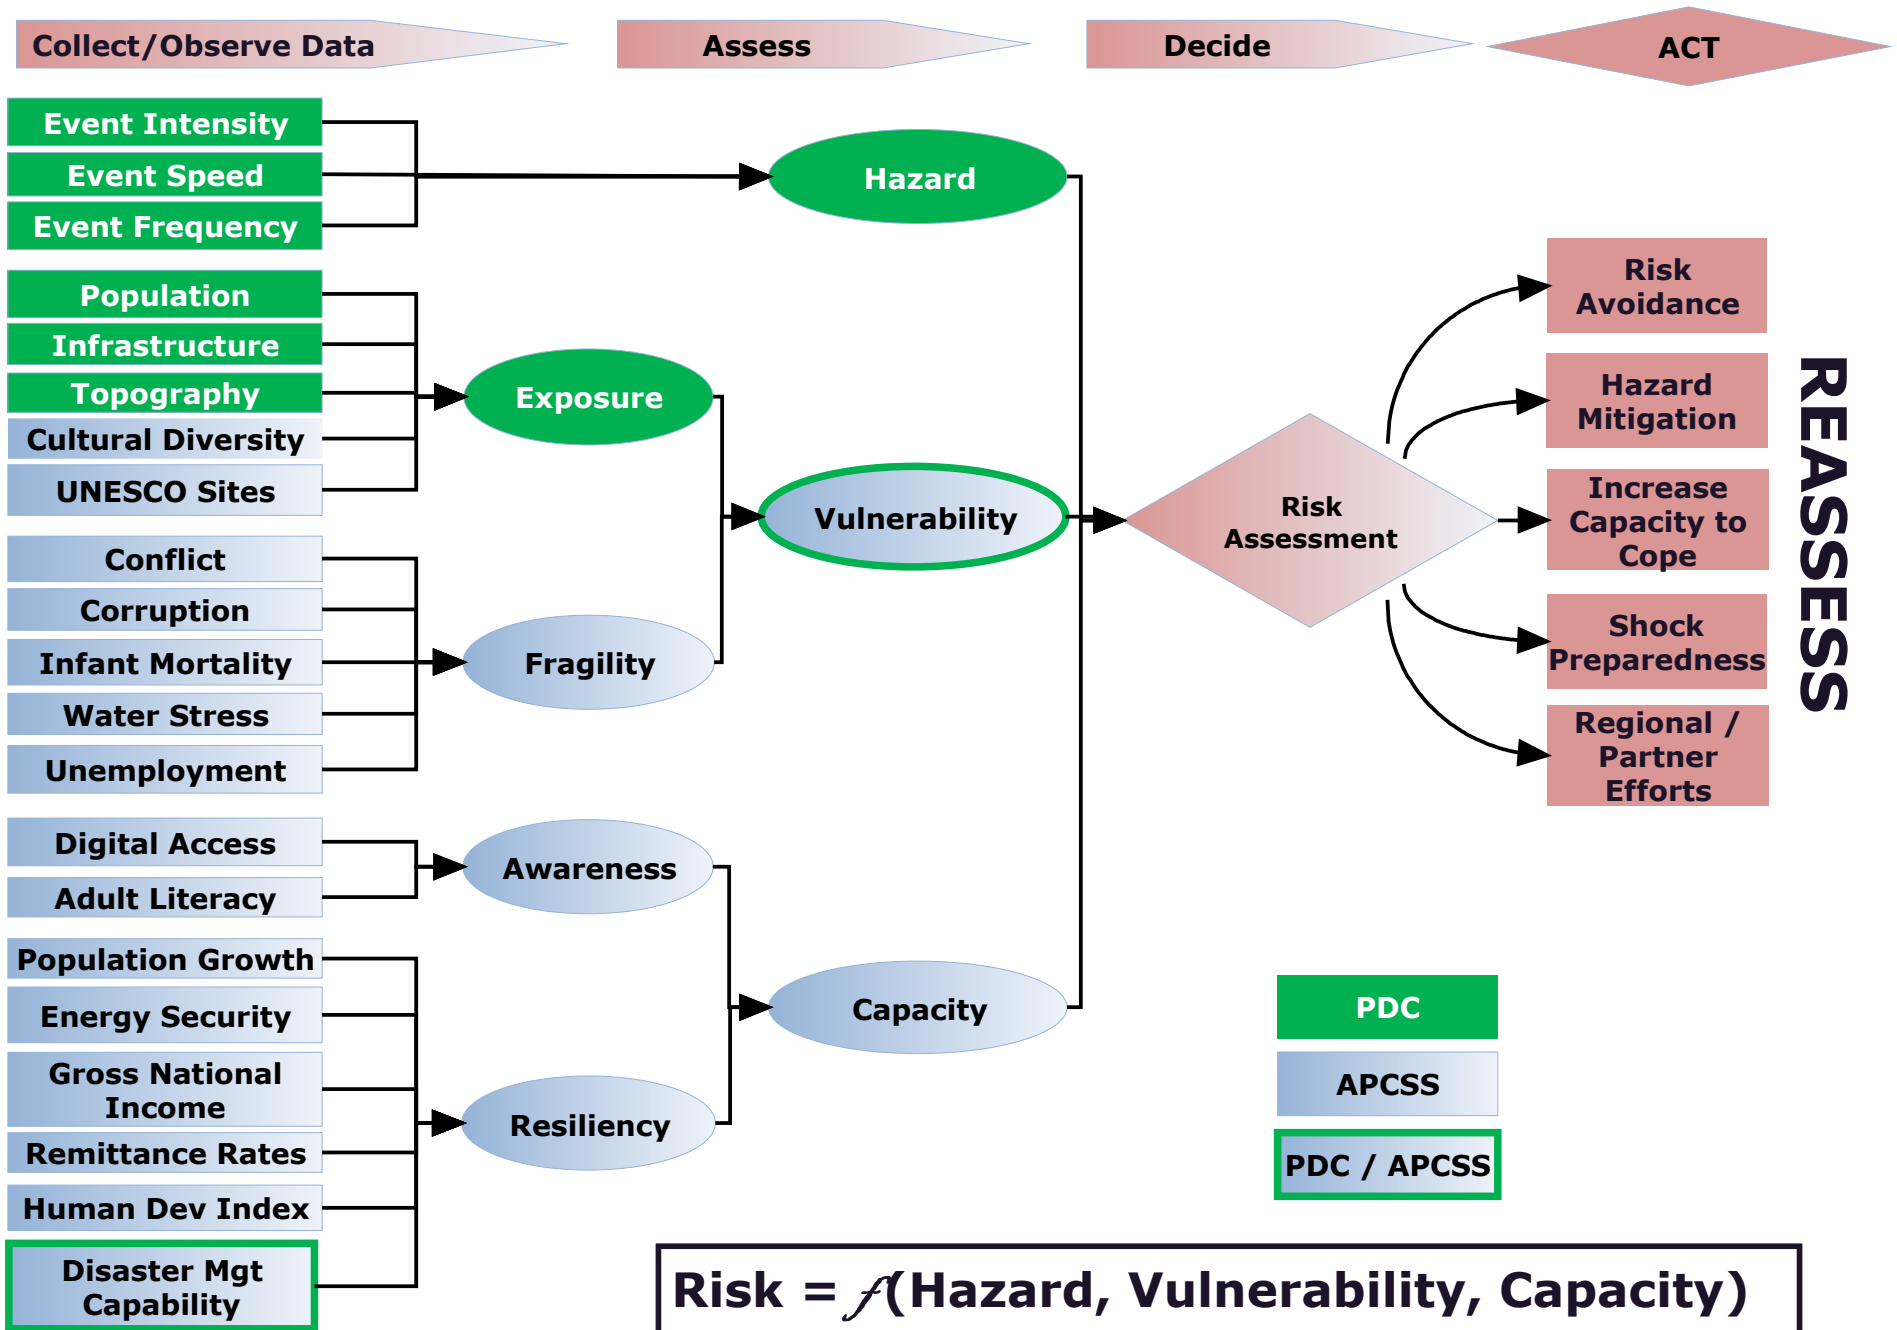 Collect/Observe Data
Assess
Decide
ACT
Event Intensity
Event Speed
Event Frequency
Hazard
Population
Infrastructure
Topography
Cultural Diversity
UNESCO Sites
Exposure
Vulnerability
Conflict
Corruption
Infant Mortality
Water Stress
Unemployment
Fragility
Risk
Assessment
Risk
Avoidance
Hazard
Mitigation
Increase
Capacity to
Cope
Shock
Preparedness
Regional /
Partner
Efforts
REASSESS
Digital Access
Adult Literacy
Awareness
Population Growth
Energy Security
Gross National
Income
Remittance Rates
Human Dev Index
Disaster Mgt
Capability
Resiliency
Capacity
PDC
APCSS
PDC / APCSS
Risk = f(Hazard, Vulnerability, Capacity)